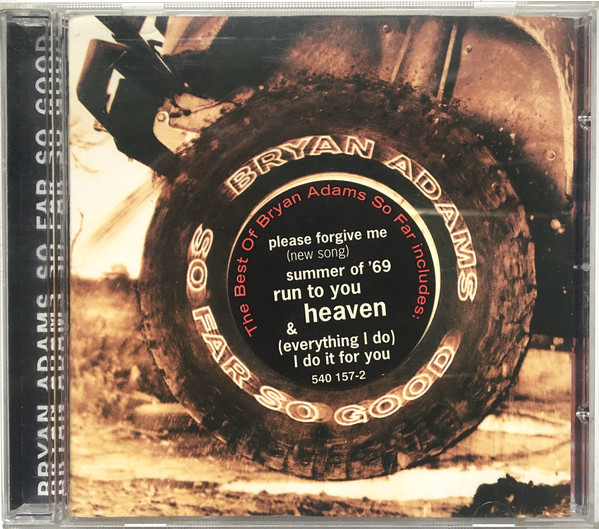 BRYAN ADAMS SO FAR SO GOOD
BRYAN ADAMS
SO FAR SO GOOD
The Best Of Bryan Adams So Far includes:
please forgive me
(new song)
summer of '69
run to you
heaven
&
(everything I do)
I do it for you
540 157-2